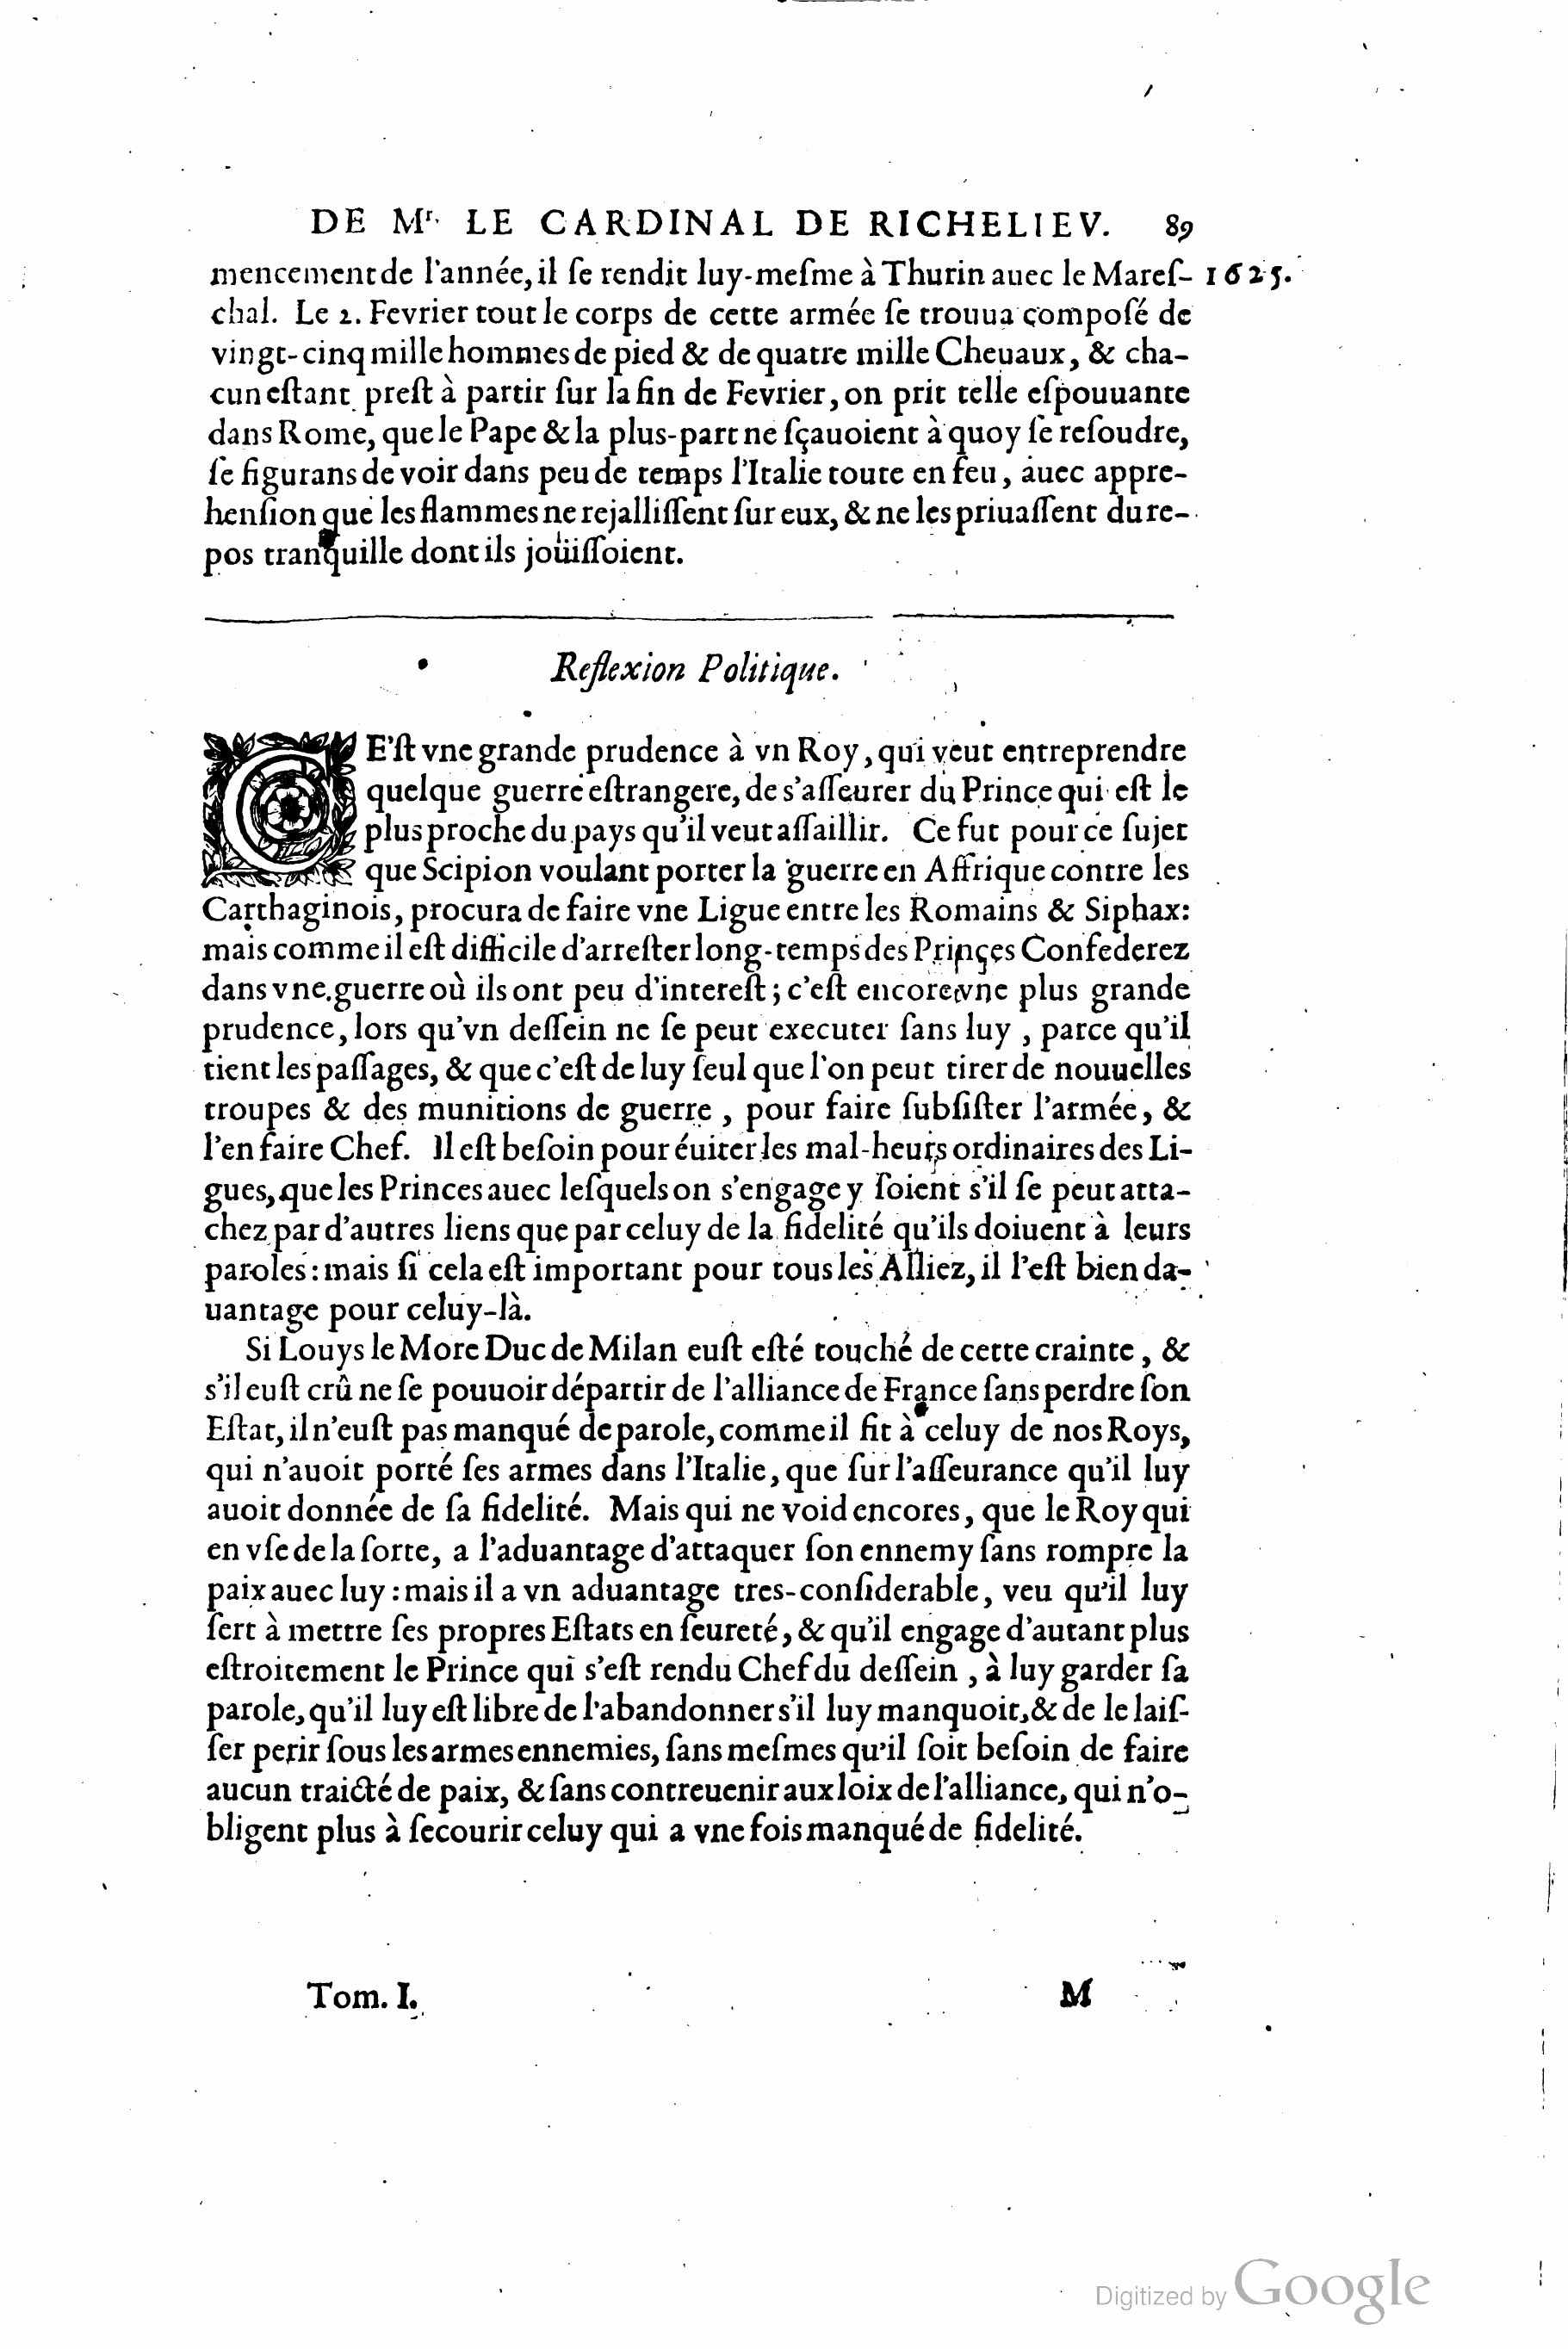 DE Mr. LE CARDINAL DE RICHELIEV. 89
mencement de l'année, il ſe rendit luy-meſme à Thurin auec le Mareſ- 1625.
chal. Le 2. Fevrier tout le corps de cette armée ſe trouua compoſé de
vingt-cinq mille hommes de pied & de quatre mille Cheuaux, & cha-
cun eſtant preſt à partir ſur la fin de Fevrier, on prit telle eſpouuante
dans Rome, que le Pape & la plus-part ne ſçauoient à quoy ſe reſoudre,
ſe figurans de voir dans peu de temps l'Italie toute en feu, auec appre-
henſion que les flammes ne rejalliſſent ſur eux, & ne les priuaſſent du re-
pos tranquille dont ils joüiſſoient.
Reflexion Politique.
CE'ſt vne grande prudence à vn Roy, qui veut entreprendre
quelque guerre eſtrangere, de s'aſſeurer du Prince qui eſt le
plus proche du pays qu'il veut aſſaillir. Ce fut pour ce ſujet
que Scipion voulant porter la guerre en Affrique contre les
Carthaginois, procura de faire vne Ligue entre les Romains & Siphax:
mais comme il eſt difficile d'arreſter long-temps des Princes Confederez
dans vne guerre où ils ont peu d'intereſt; c'eſt encore vne plus grande
prudence, lors qu'vn deſſein ne ſe peut executer ſans luy, parce qu'il
tient les paſſages, & que c'eſt de luy ſeul que l'on peut tirer de nouuelles
troupes & des munitions de guerre, pour faire ſubſiſter l'armée, &
l'en faire Chef. Il eſt beſoin pour éuiter les mal-heurs ordinaires des Li-
gues, que les Princes auec leſquels on s'engage y ſoient s'il ſe peut atta-
chez par d'autres liens que par celuy de la fidelité qu'ils doiuent à leurs
paroles: mais ſi cela eſt important pour tous les Alliez, il l'eſt bien da-
uantage pour celuy-là.
Si Louys le More Duc de Milan euſt eſté touché de cette crainte, &
s'il euſt crû ne ſe pouuoir départir de l'alliance de France ſans perdre ſon
Eſtat, il n'euſt pas manqué de parole, comme il fit à celuy de nos Roys,
qui n'auoit porté ſes armes dans l'Italie, que ſur l'aſſeurance qu'il luy
auoit donnée de ſa fidelité. Mais qui ne void encores, que le Roy qui
en vſe de la ſorte, a l'aduantage d'attaquer ſon ennemy ſans rompre la
paix auec luy: mais il a vn aduantage tres-conſiderable, veu qu'il luy
ſert à mettre ſes propres Eſtats en ſeureté, & qu'il engage d'autant plus
eſtroitement le Prince qui s'eſt rendu Chef du deſſein, à luy garder ſa
parole, qu'il luy eſt libre de l'abandonner s'il luy manquoit, & de le laiſ-
ſer perir ſous les armes ennemies, ſans meſmes qu'il ſoit beſoin de faire
aucun traicté de paix, & ſans contreuenir aux loix de l'alliance, qui n'o-
bligent plus à ſecourir celuy qui a vne fois manqué de fidelité.
Tom. I. M
Digitized by Google